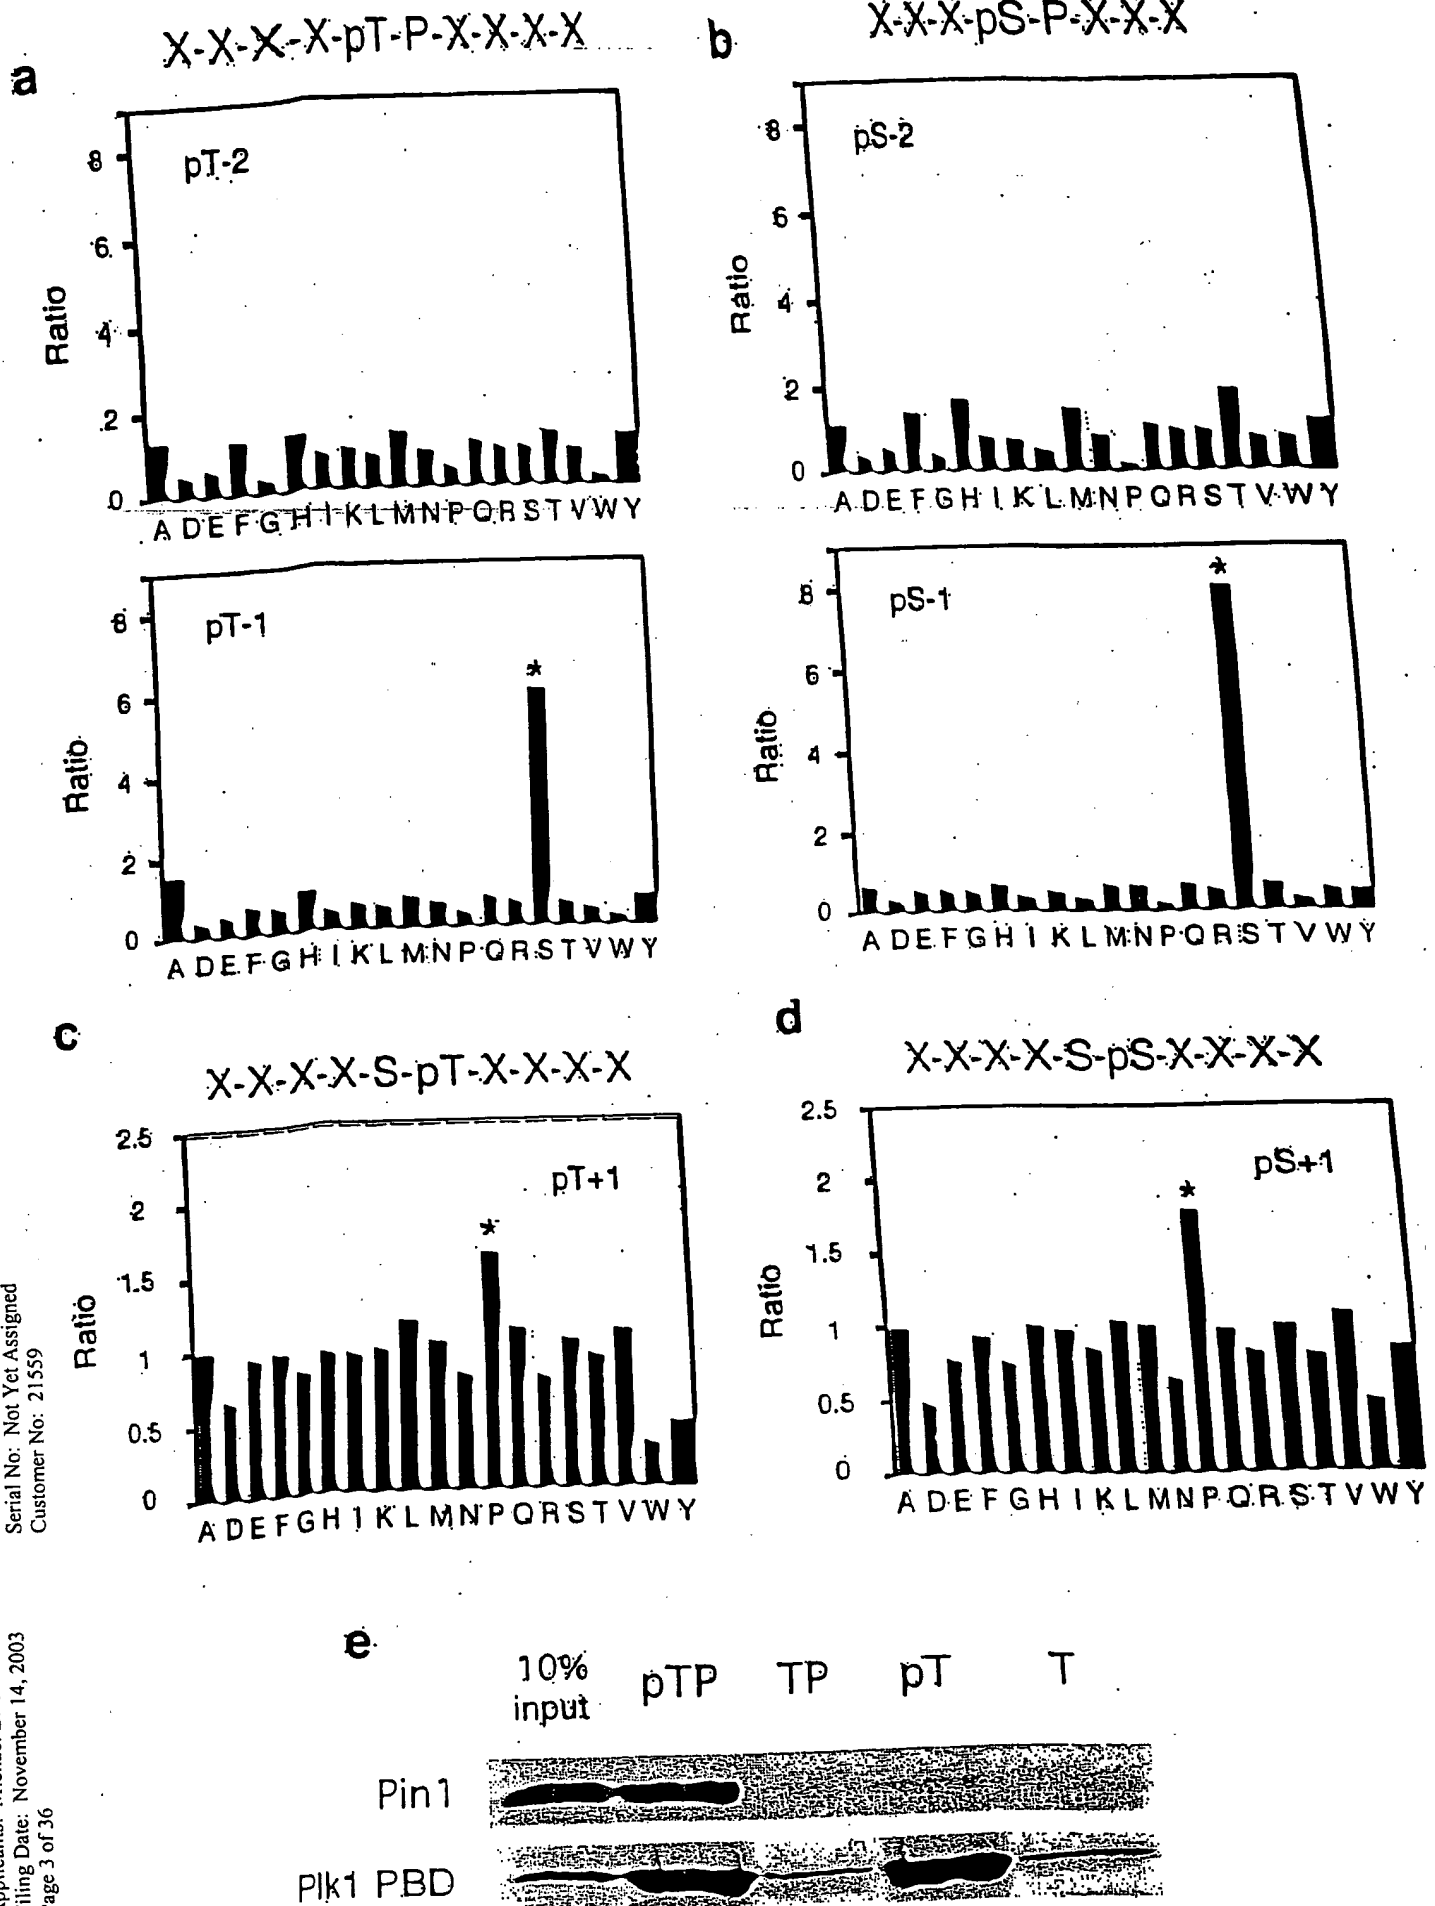 a
X-X-X-X-pT-P-X-X-X-X
pT-2
Ratio
8
6
4
2
0
A D E F G H I K L M N P Q R S T V W Y
pT-1
*
Ratio
8
6
4
2
0
A D E F G H I K L M N P Q R S T V W Y
b
X-X-X-pS-P-X-X-X
pS-2
Ratio
8
6
4
2
0
A D E F G H I K L M N P Q R S T V W Y
pS-1
*
Ratio
8
6
4
2
0
A D E F G H I K L M N P Q R S T V W Y
c
X-X-X-X-S-pT-X-X-X-X
pT+1
*
Ratio
2.5
2
1.5
1
0.5
0
A D E F G H I K L M N P Q R S T V W Y
d
X-X-X-X-S-pS-X-X-X-X
pS+1
*
Ratio
2.5
2
1.5
1
0.5
0
A D E F G H I K L M N P Q R S T V W Y
e
10% input pTP TP pT T
Pin1
Plk1 PBD
Serial No: Not Yet Assigned
Customer No: 21559
Filing Date: November 14, 2003
Page 3 of 36